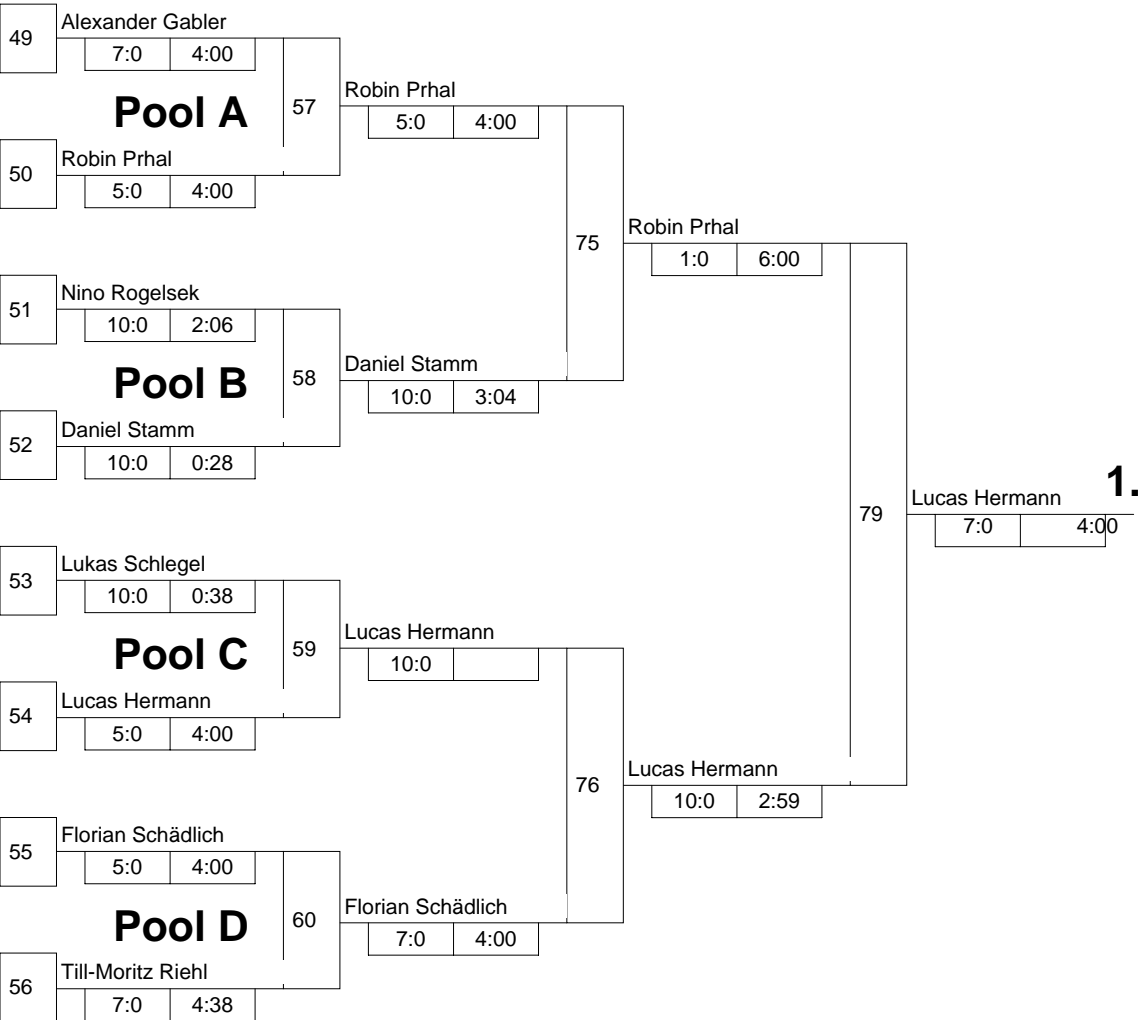 49
Alexander Gabler
7:0 4:00
Pool A
57
Robin Prhal
5:0 4:00
50
Robin Prhal
5:0 4:00
75
Robin Prhal
1:0 6:00
51
Nino Rogelsek
10:0 2:06
Pool B
58
Daniel Stamm
10:0 3:04
52
Daniel Stamm
10:0 0:28
79
Lucas Hermann 1.
7:0 4:00
53
Lukas Schlegel
10:0 0:38
Pool C
59
Lucas Hermann
10:0
54
Lucas Hermann
5:0 4:00
76
Lucas Hermann
10:0 2:59
55
Florian Schädlich
5:0 4:00
Pool D
60
Florian Schädlich
7:0 4:00
56
Till-Moritz Riehl
7:0 4:38